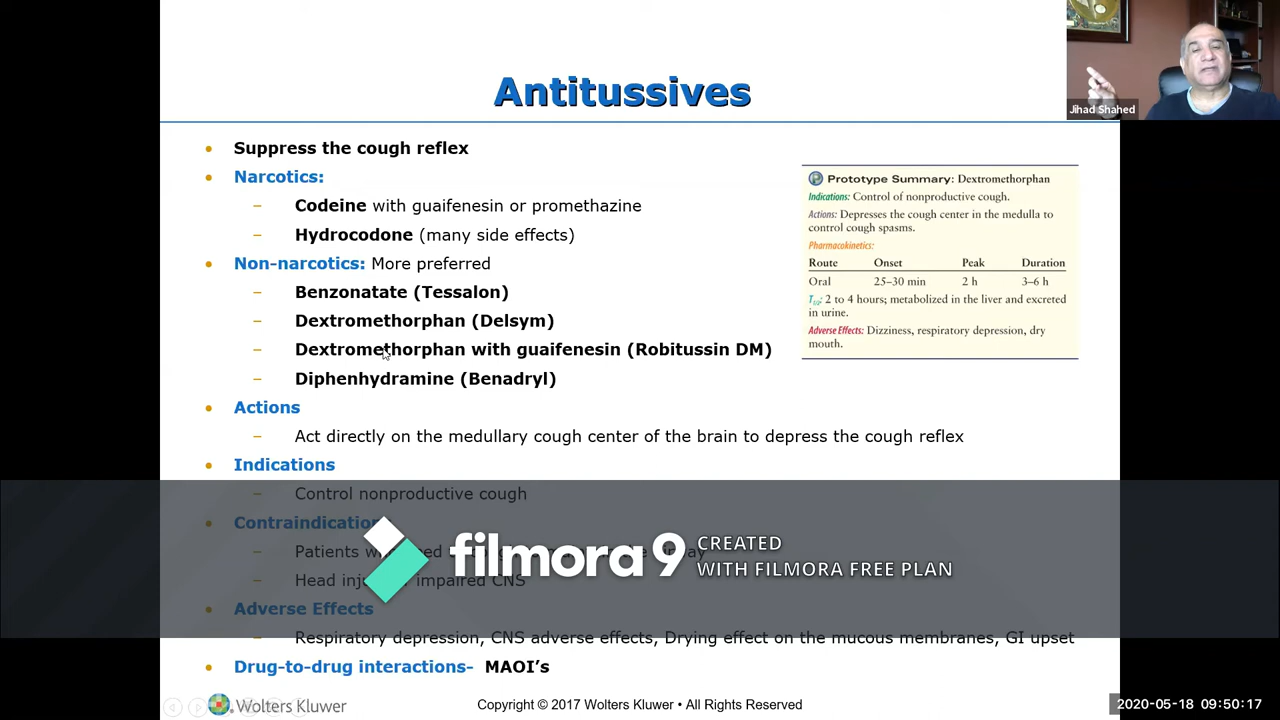 Antitussives
Jihad Shahed
• Suppress the cough reflex
• Narcotics:
– Codeine with guaifenesin or promethazine
– Hydrocodone (many side effects)
• Non-narcotics: More preferred
– Benzonatate (Tessalon)
– Dextromethorphan (Delsym)
– Dextromethorphan with guaifenesin (Robitussin DM)
– Diphenhydramine (Benadryl)
• Actions
– Act directly on the medullary cough center of the brain to depress the cough reflex
• Indications
– Control nonproductive cough
• Contraindication
– Patients
– Head impaired CNS
• Adverse Effects
– Respiratory depression, CNS adverse effects, Drying effect on the mucous membranes, GI upset
• Drug-to-drug interactions- MAOI’s
P Prototype Summary: Dextromethorphan
Indications: Control of nonproductive cough.
Actions: Depresses the cough center in the medulla to
control cough spasms.
Pharmacokinetics:
Route Onset Peak Duration
Oral 25–30 min 2 h 3–6 h
T1/2: 2 to 4 hours; metabolized in the liver and excreted
in urine.
Adverse Effects: Dizziness, respiratory depression, dry
mouth.
filmora 9
CREATED
WITH FILMORA FREE PLAN
Wolters Kluwer
Copyright © 2017 Wolters Kluwer • All Rights Reserved
2020-05-18 09:50:17